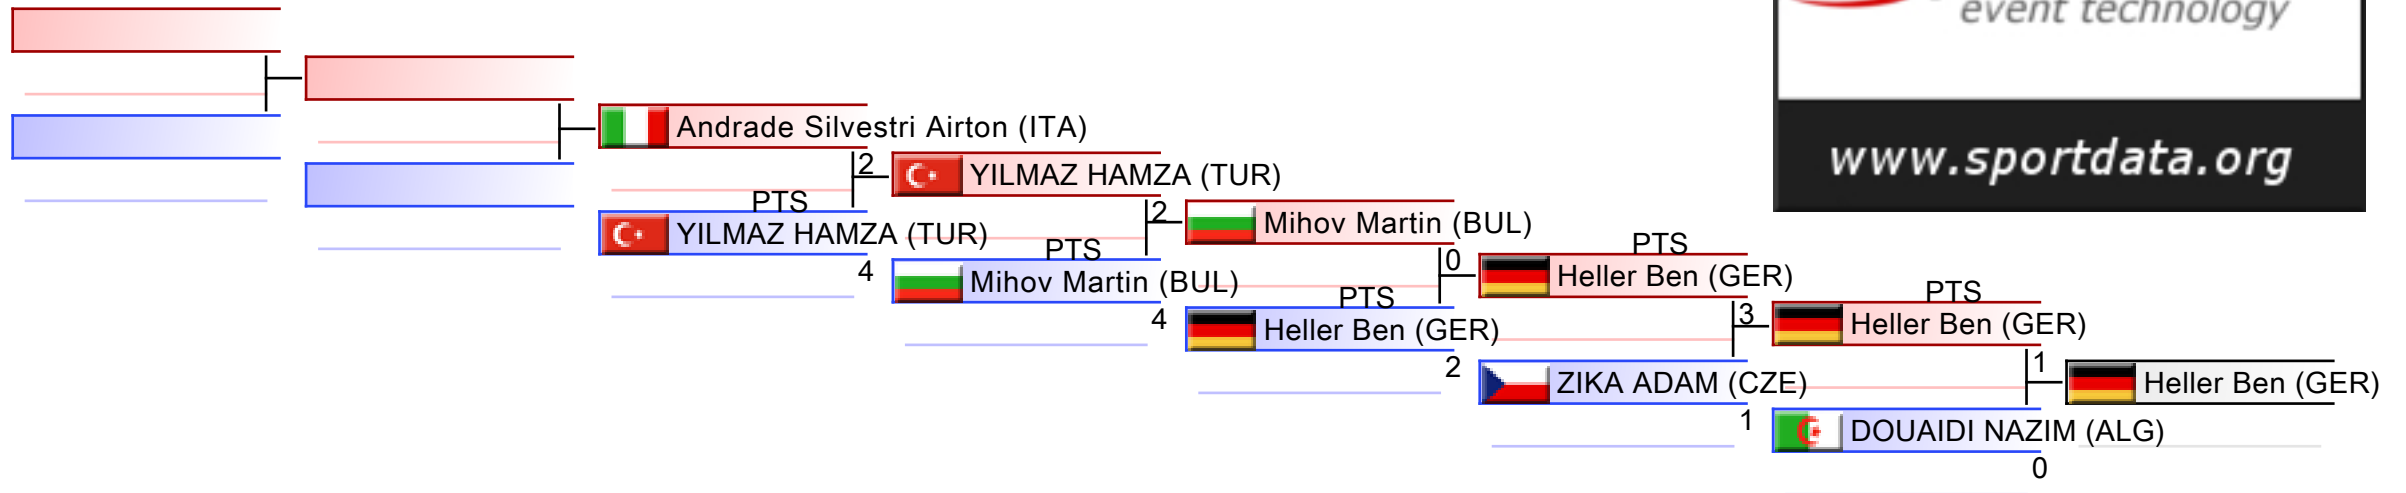 event technology
www.sportdata.org
Andrade Silvestri Airton (ITA)
2
PTS
YILMAZ HAMZA (TUR)
4
YILMAZ HAMZA (TUR)
2
PTS
Mihov Martin (BUL)
4
Mihov Martin (BUL)
0
PTS
Heller Ben (GER)
2
PTS
Heller Ben (GER)
3
ZIKA ADAM (CZE)
1
PTS
Heller Ben (GER)
1
DOUAIDI NAZIM (ALG)
0
Heller Ben (GER)